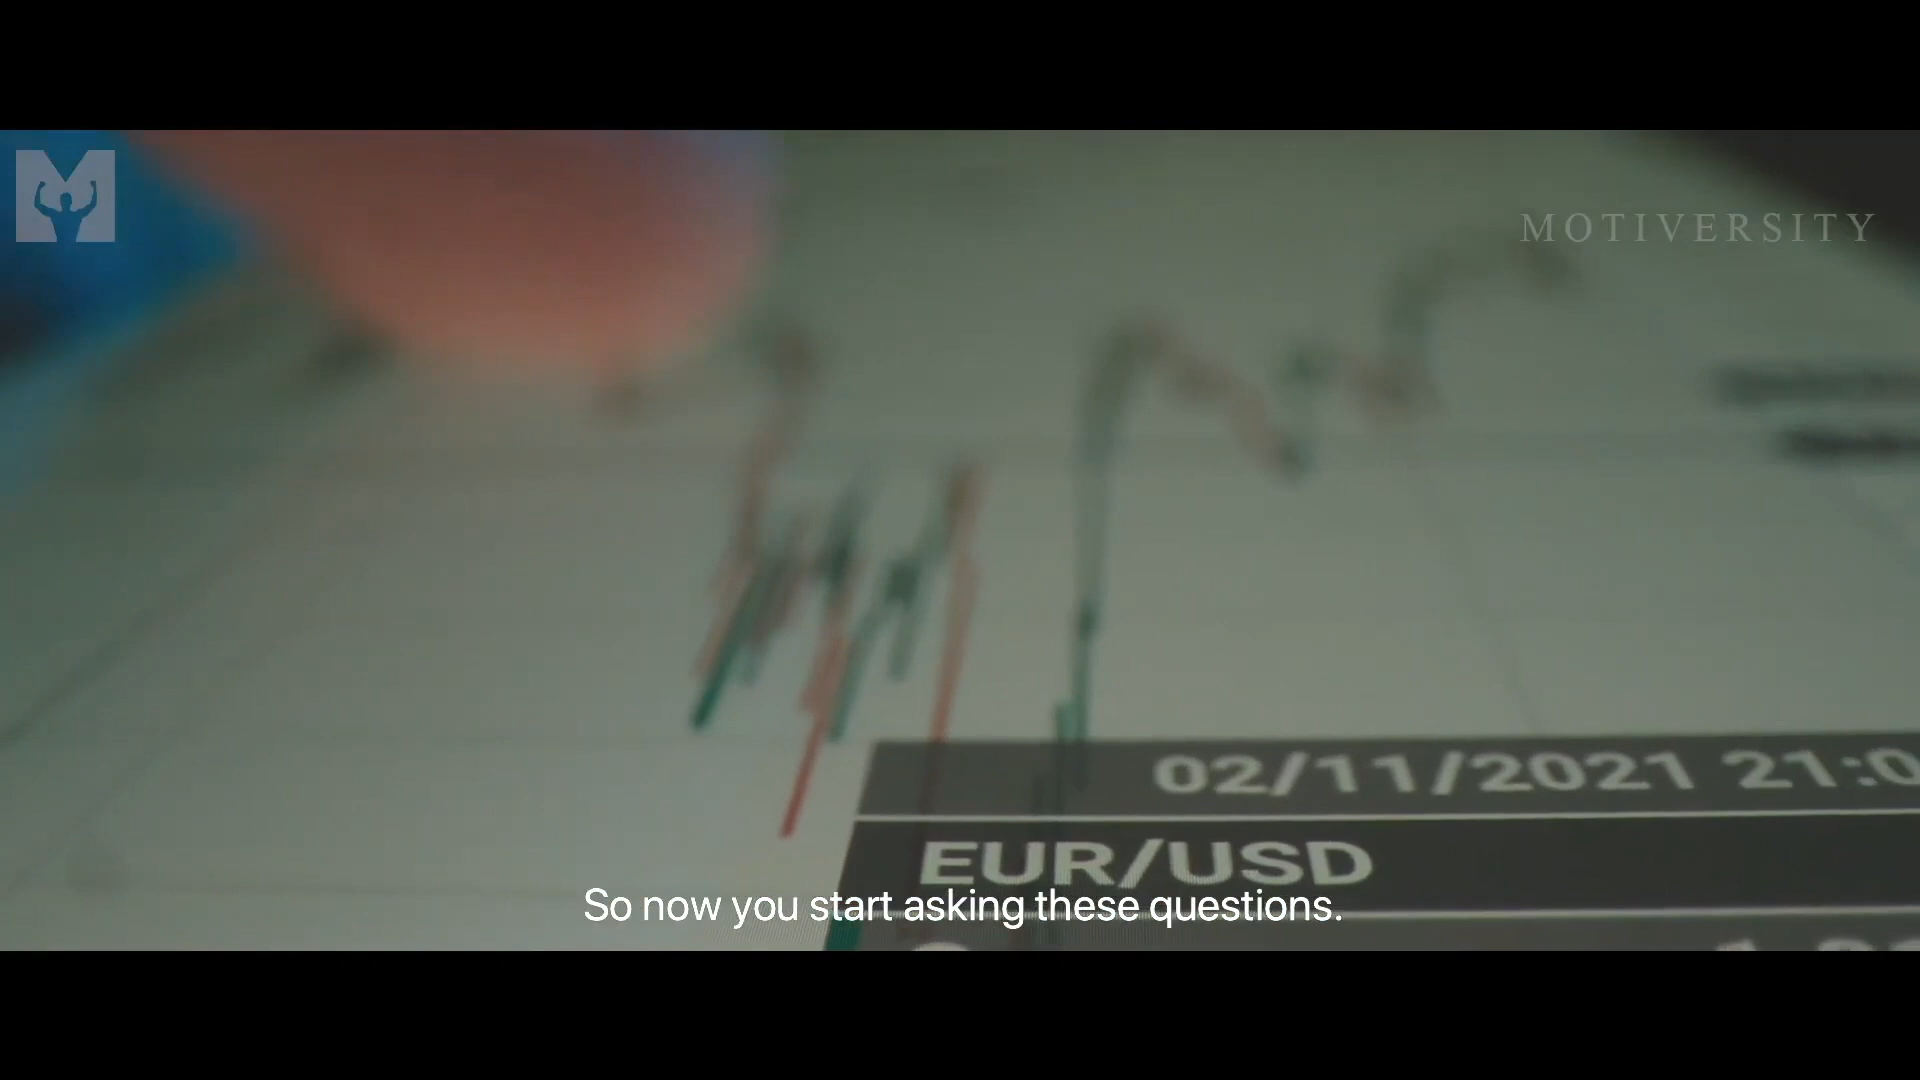 MOTIVERSITY
02/11/2021 21:0
EUR/USD
So now you start asking these questions.